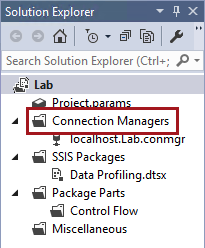 Solution Explorer
Search Solution Explorer (Ctrl+;
Lab
Project.params
Connection Managers
localhost.Lab.conmgr
SSIS Packages
Data Profiling.dtsx
Package Parts
Control Flow
Miscellaneous